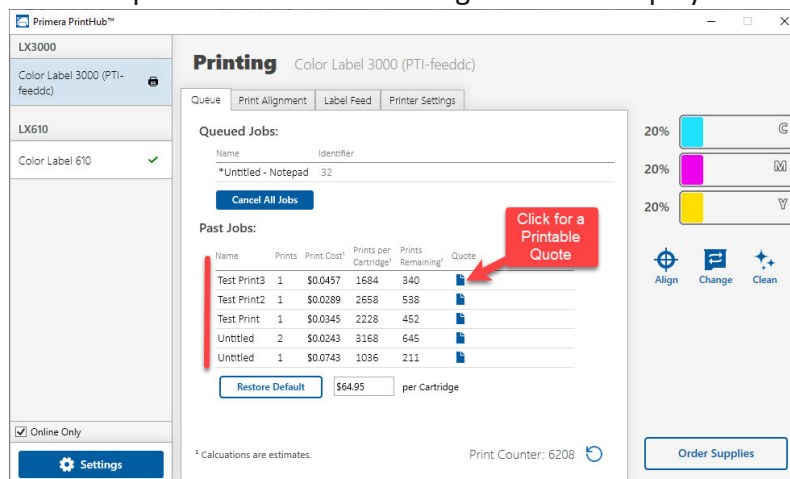 Primera PrintHub™
LX3000
Color Label 3000 (PTI-feeddc)
LX610
Color Label 610
Online Only
Settings
Printing Color Label 3000 (PTI-feeddc)
Queue Print Alignment Label Feed Printer Settings
Queued Jobs:
Name Identifier
*Untitled - Notepad 32
Cancel All Jobs
Past Jobs:
Click for a
Printable
Quote
Name Prints Print Cost¹ Prints per Cartridge¹ Prints Remaining¹ Quote
Test Print3 1 $0.0457 1684 340
Test Print2 1 $0.0289 2658 538
Test Print 1 $0.0345 2228 452
Untitled 2 $0.0243 3168 645
Untitled 1 $0.0743 1036 211
Restore Default $64.95 per Cartridge
¹ Calcuations are estimates.
Print Counter: 6208
20% C
20% M
20% Y
Align Change Clean
Order Supplies